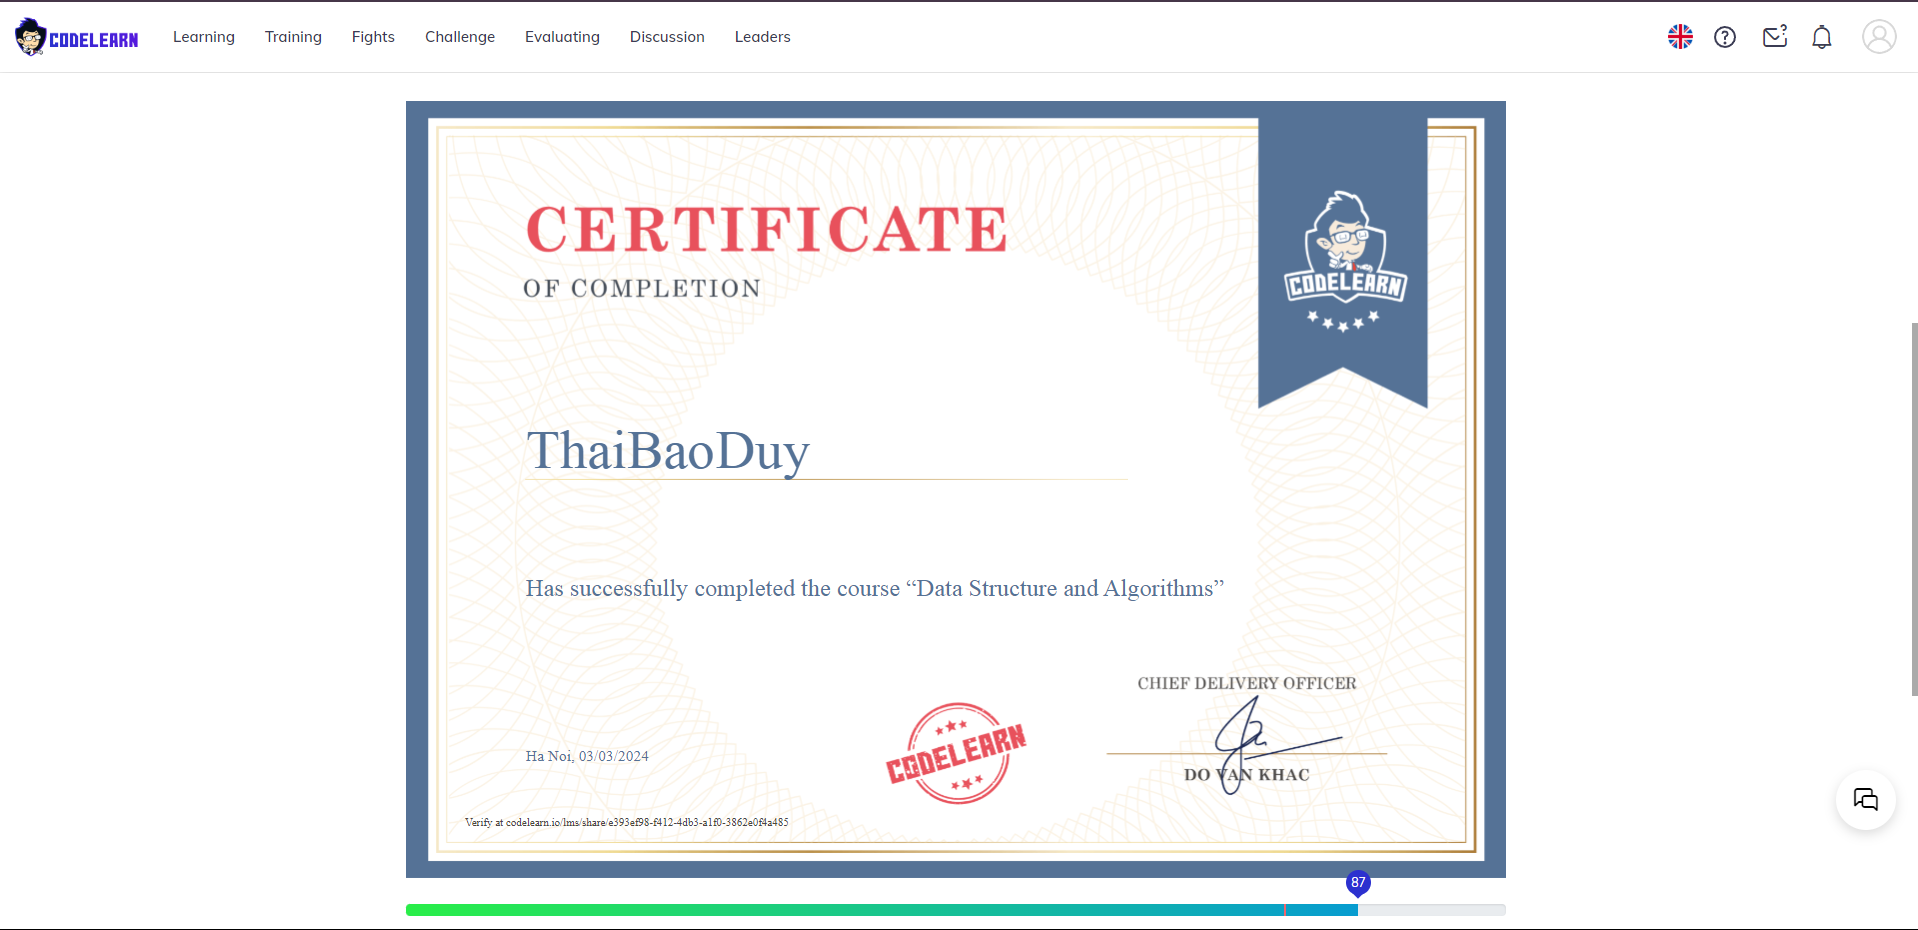 CODELEARN Learning Training Fights Challenge Evaluating Discussion Leaders
CERTIFICATE
OF COMPLETION
CODELEARN
ThaiBaoDuy
Has successfully completed the course “Data Structure and Algorithms”
CHIEF DELIVERY OFFICER
CODELEARN
Ha Noi, 03/03/2024
DO VAN KHAC
Verify at codelearn.io/lms/share/e393ef98-f412-4db3-a1f0-3862e0f4a485
87